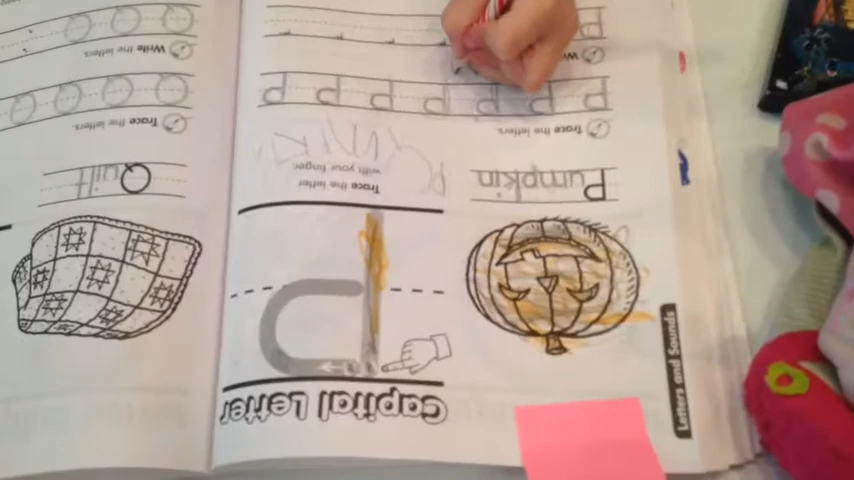 Capital Letter
P
Trace the letter
with your finger.
Pumpkin
Trace the letters.
P P P P P P P
W
P
Letters and Sounds
Quilt
Trace the letters.
O O O O
Write the letters.
O O O